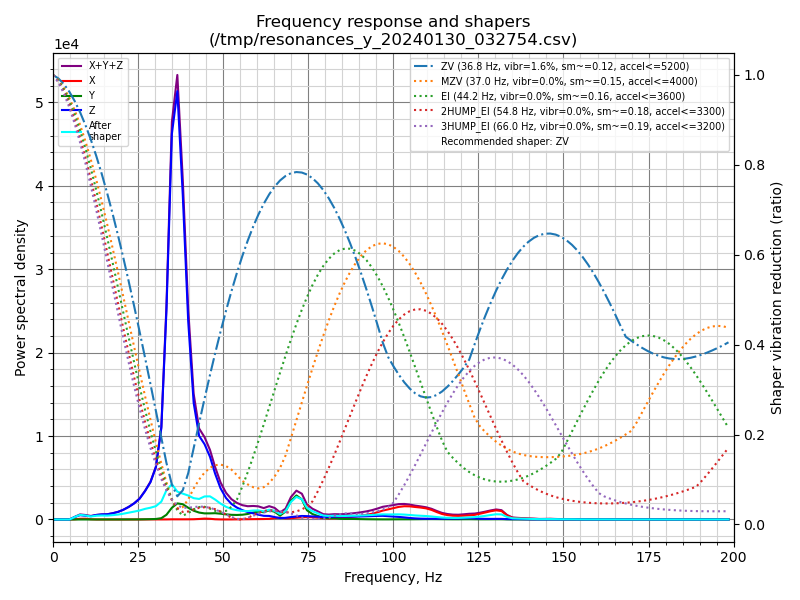 Frequency response and shapers
(/tmp/resonances_y_20240130_032754.csv)
1e4
X+Y+Z
X
Y
Z
After
shaper
ZV (36.8 Hz, vibr=1.6%, sm~=0.12, accel<=5200)
MZV (37.0 Hz, vibr=0.0%, sm~=0.15, accel<=4000)
EI (44.2 Hz, vibr=0.0%, sm~=0.16, accel<=3600)
2HUMP_EI (54.8 Hz, vibr=0.0%, sm~=0.18, accel<=3300)
3HUMP_EI (66.0 Hz, vibr=0.0%, sm~=0.19, accel<=3200)
Recommended shaper: ZV
5
4
3
2
1
0
Power spectral density
1.0
0.8
0.6
0.4
0.2
0.0
Shaper vibration reduction (ratio)
0 25 50 75 100 125 150 175 200
Frequency, Hz